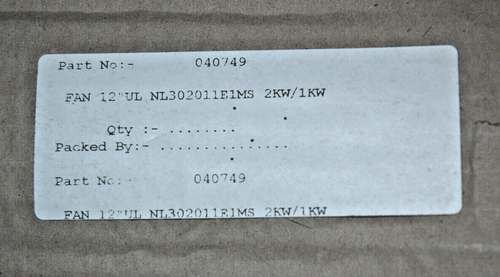 Part No:- 040749
FAN 12"UL NL302011E1MS 2KW/1KW
Qty :- ........
Packed By:- ...............
Part No:- 040749
FAN 12"UL NL302011E1MS 2KW/1KW